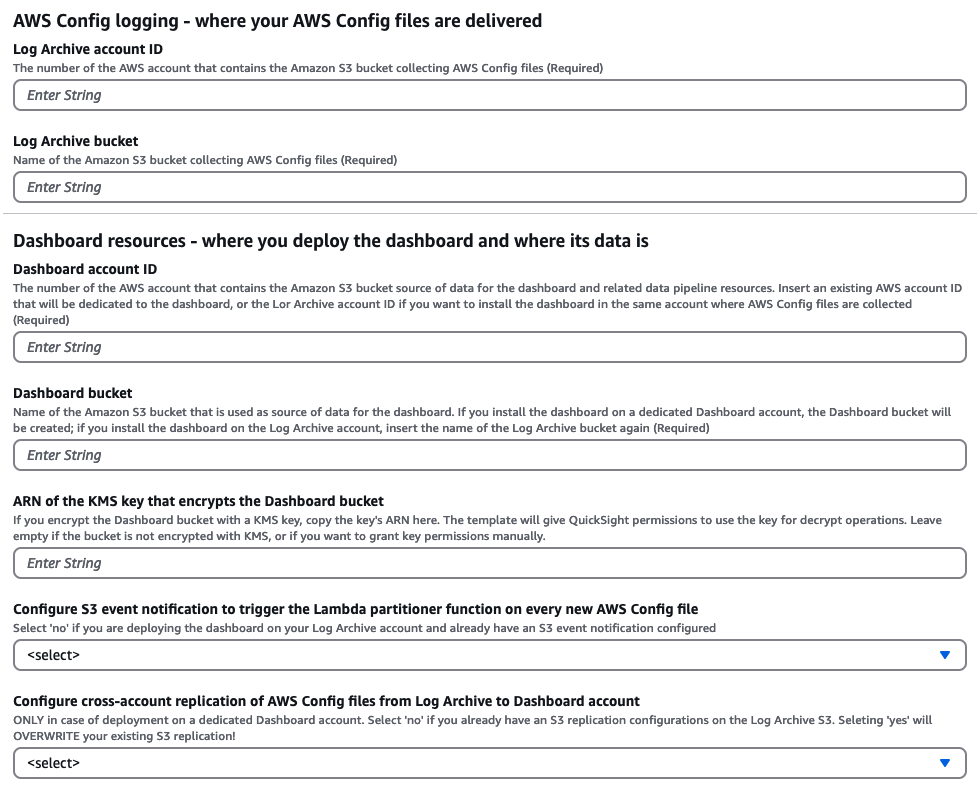 AWS Config logging - where your AWS Config files are delivered
Log Archive account ID
The number of the AWS account that contains the Amazon S3 bucket collecting AWS Config files (Required)
Enter String
Log Archive bucket
Name of the Amazon S3 bucket collecting AWS Config files (Required)
Enter String
Dashboard resources - where you deploy the dashboard and where its data is
Dashboard account ID
The number of the AWS account that contains the Amazon S3 bucket source of data for the dashboard and related data pipeline resources. Insert an existing AWS account ID
that will be dedicated to the dashboard, or the Lor Archive account ID if you want to install the dashboard in the same account where AWS Config files are collected
(Required)
Enter String
Dashboard bucket
Name of the Amazon S3 bucket that is used as source of data for the dashboard. If you install the dashboard on a dedicated Dashboard account, the Dashboard bucket will
be created; if you install the dashboard on the Log Archive account, insert the name of the Log Archive bucket again (Required)
Enter String
ARN of the KMS key that encrypts the Dashboard bucket
If you encrypt the Dashboard bucket with a KMS key, copy the key's ARN here. The template will give QuickSight permissions to use the key for decrypt operations. Leave
empty if the bucket is not encrypted with KMS, or if you want to grant key permissions manually.
Enter String
Configure S3 event notification to trigger the Lambda partitioner function on every new AWS Config file
Select 'no' if you are deploying the dashboard on your Log Archive account and already have an S3 event notification configured
<select>
Configure cross-account replication of AWS Config files from Log Archive to Dashboard account
ONLY in case of deployment on a dedicated Dashboard account. Select 'no' if you already have an S3 replication configurations on the Log Archive S3. Seleting 'yes' will
OVERWRITE your existing S3 replication!
<select>